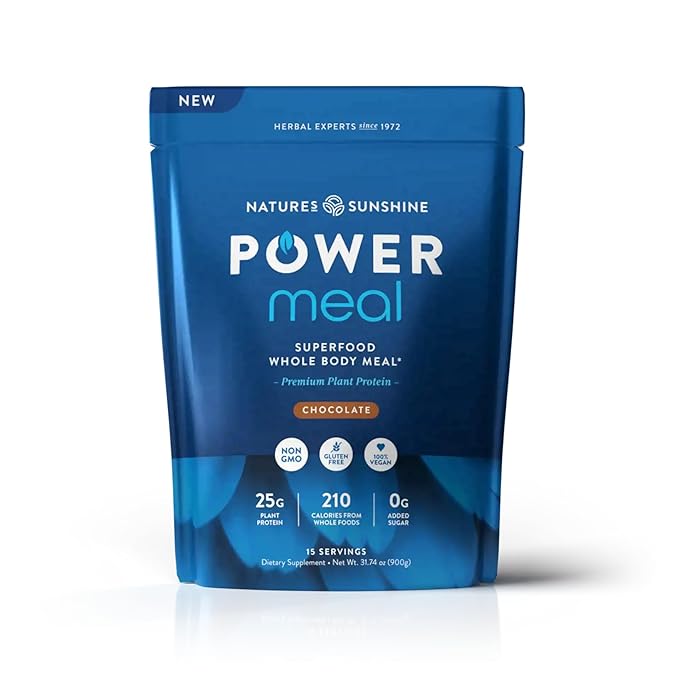 NEW
HERBAL EXPERTS since 1972
NATURES SUNSHINE
POWER
meal
SUPERFOOD
WHOLE BODY MEAL*
– Premium Plant Protein –
CHOCOLATE
NON
GMO
GLUTEN
FREE
100%
VEGAN
25G
PLANT
PROTEIN
210
CALORIES FROM
WHOLE FOODS
0G
ADDED
SUGAR
15 SERVINGS
Dietary Supplement • Net Wt. 31.74 oz (900g)